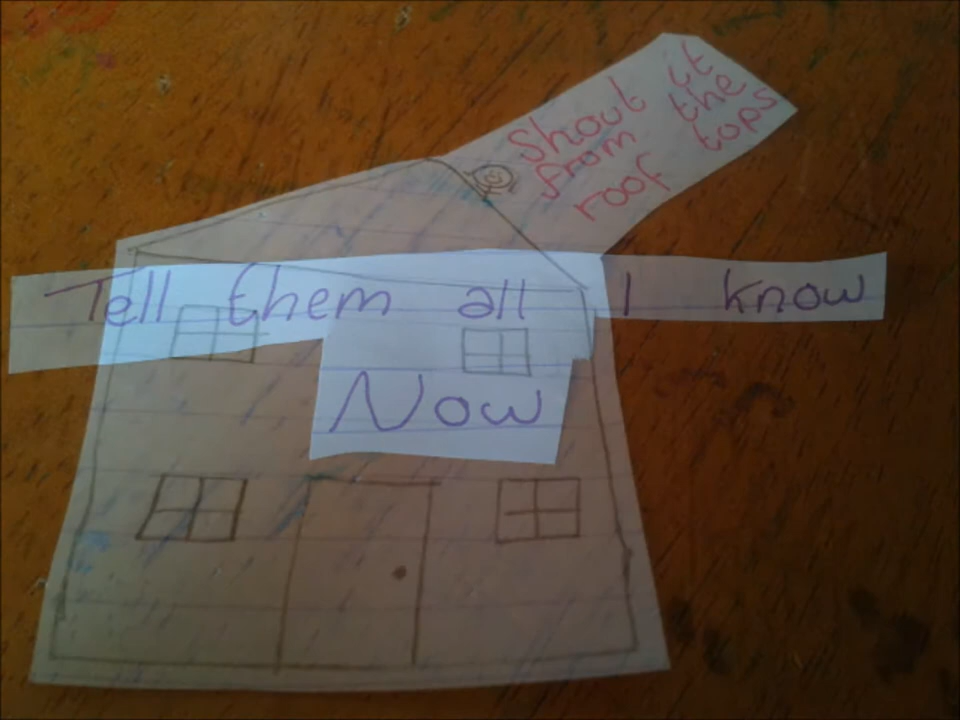 Shout it
from the
roof tops
Tell them all I know
Now